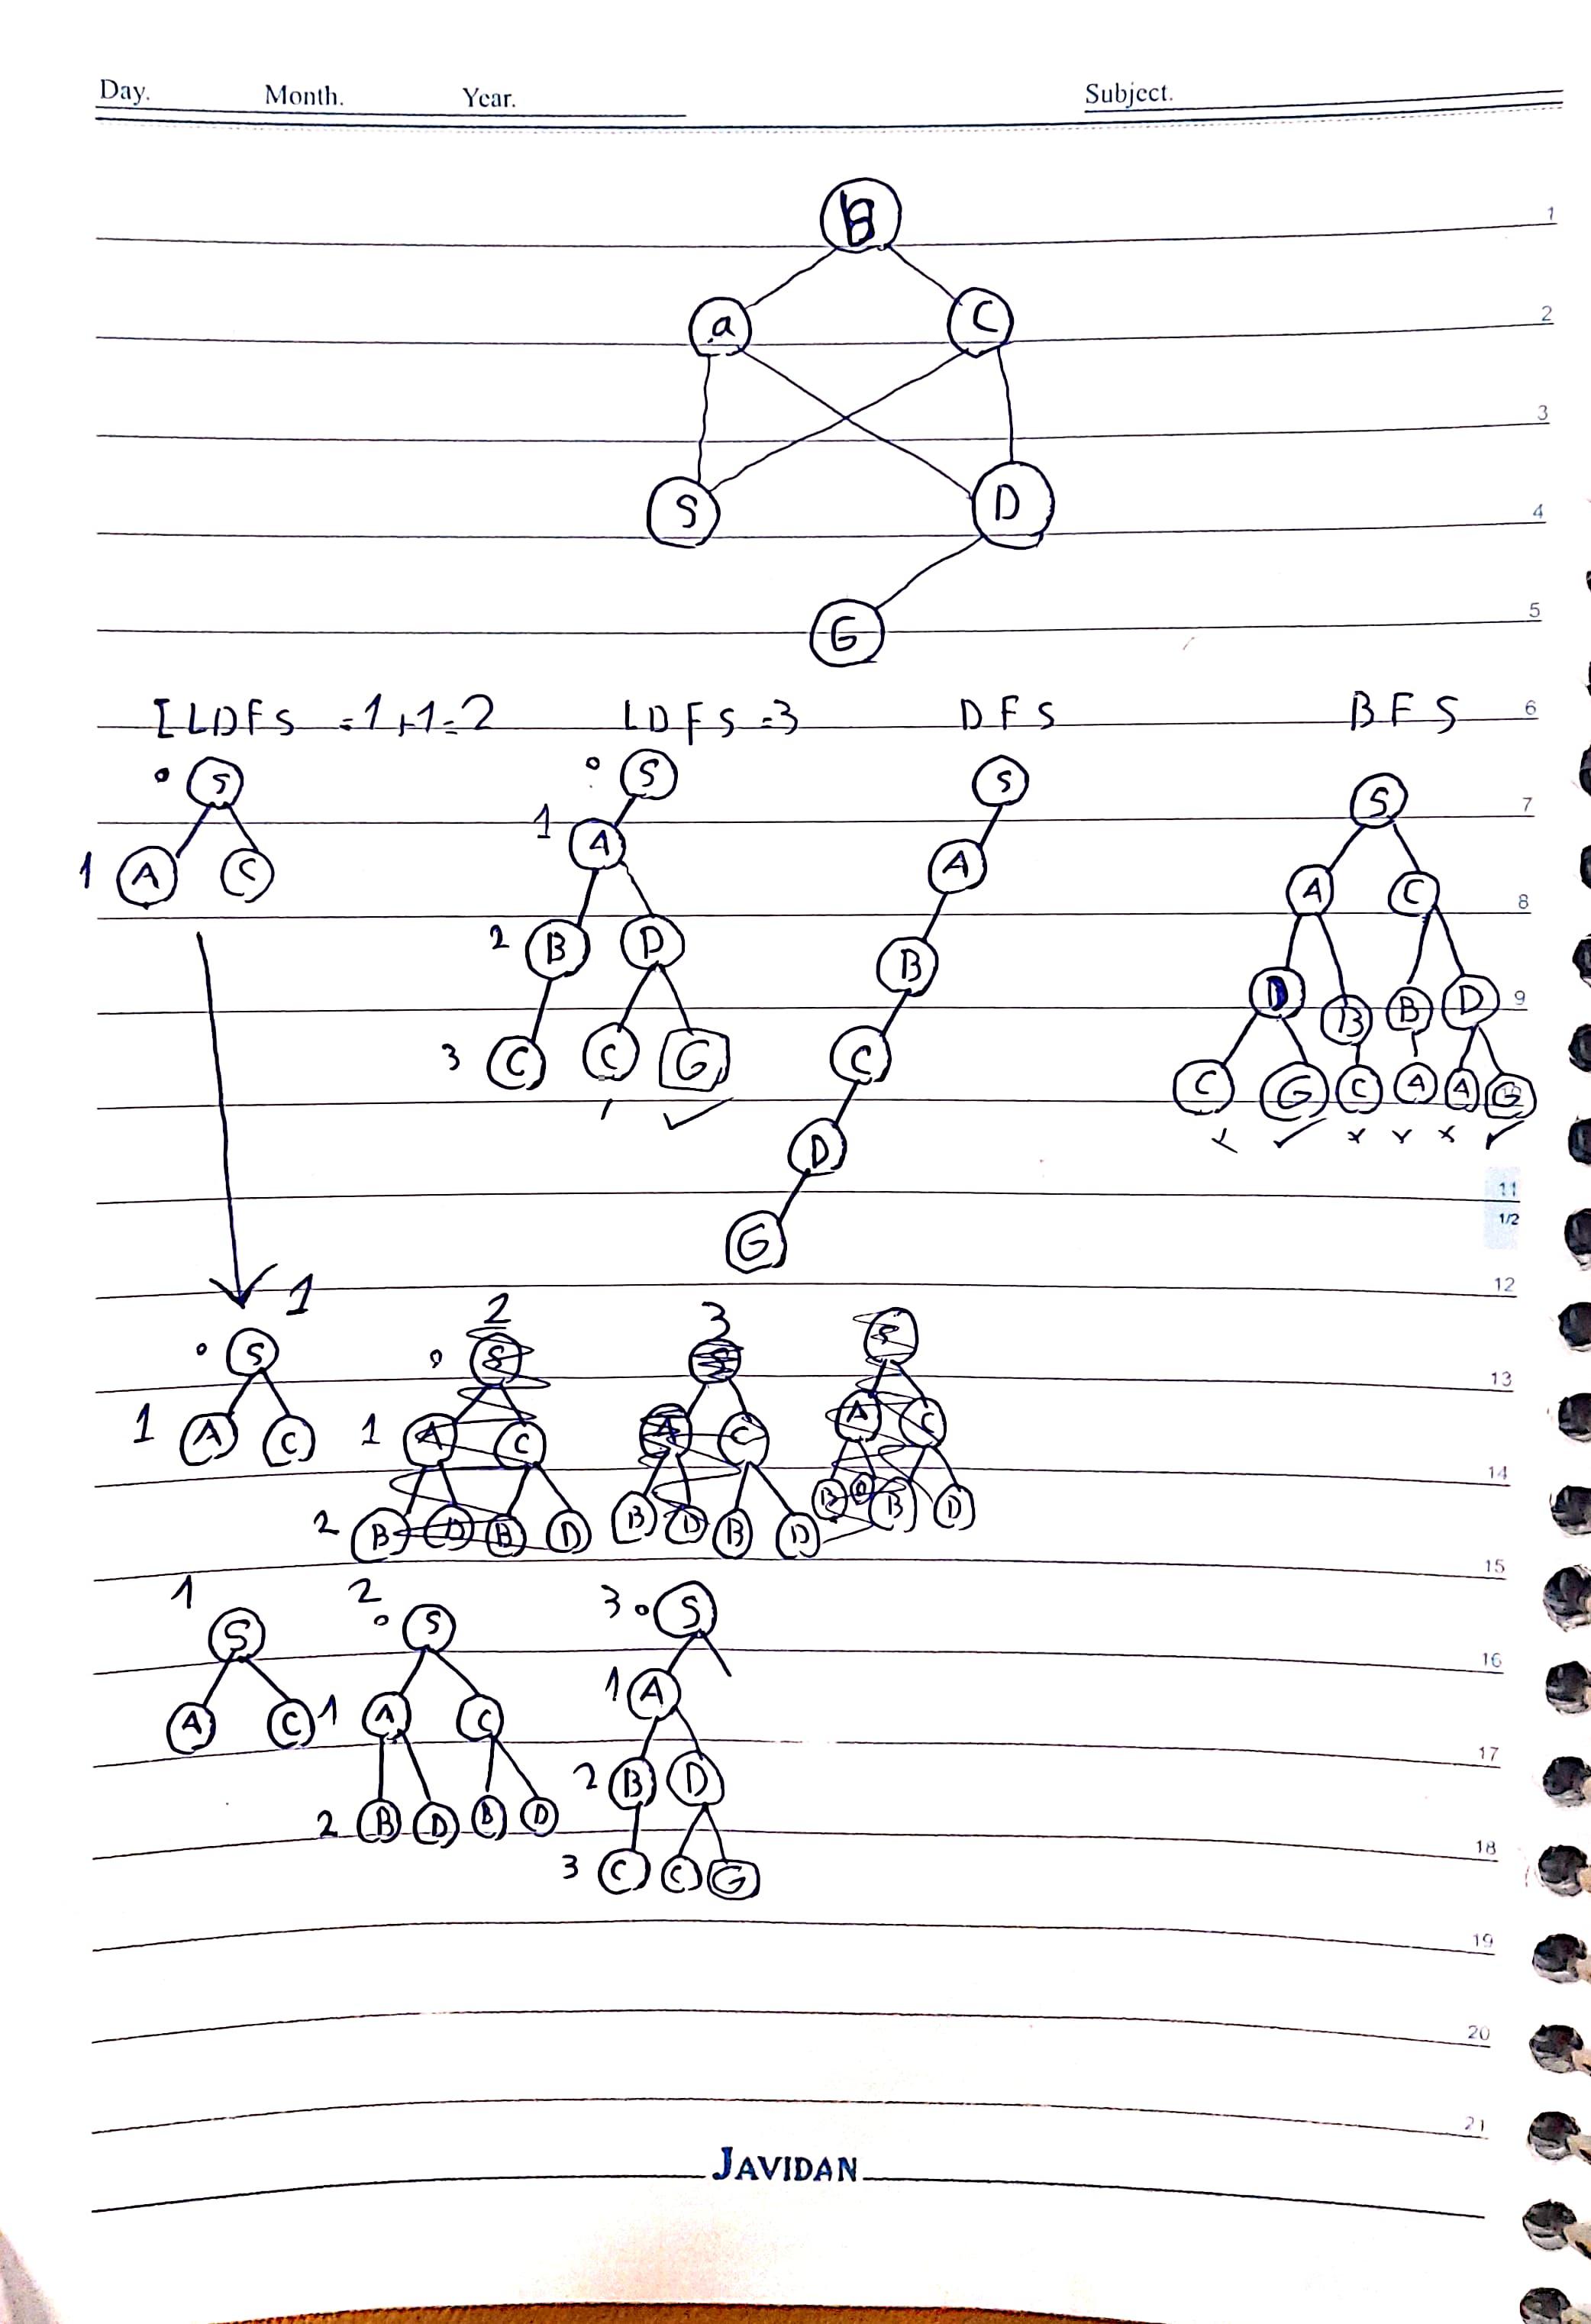 Day. Month. Year. Subject.
B
1
a C
2
3
S D
4
G
5
ILDFS =1+1=2 LDFS=3 DFS BFS
6
0 S 0 S S S
7
1 A C 1 A A A C
8
2 B D B D B B D
9
3 C C G C C G C A A G
✓ x ✓ x x x ✓
D
11
1/2
G
12
1 2 3
0 S 0 S S S
13
1 A C 1 A C A C A C
14
2 B D B D B D B D B D B D
15
1 2 3
S 0 S 0 S
16
A C 1 A C 1 A
17
2 B D B D 2 B D
18
3 C C G
19
20
21
JAVIDAN